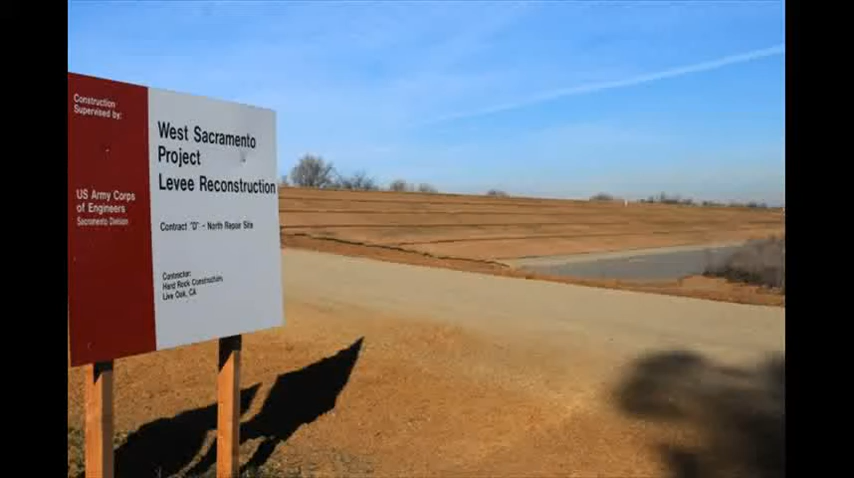 Construction
Supervised by:
US Army Corps
of Engineers
Sacramento Division
West Sacramento
Project
Levee Reconstruction
Contract "D" - North Repair Site
Contractor:
Hard Rock Construction
Live Oak, CA